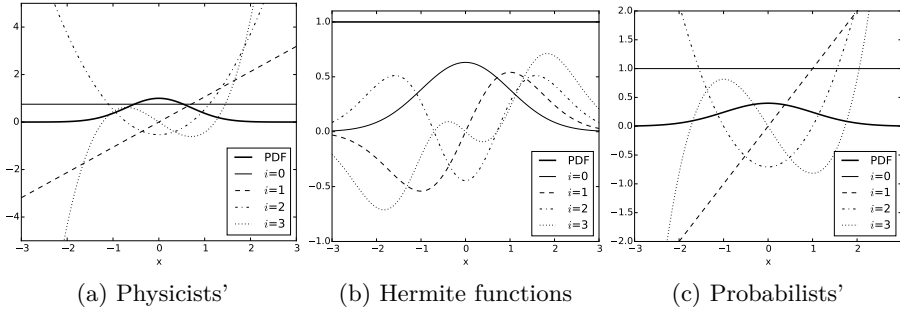 4
2
0
−2
−4
−3 −2 −1 0 1 2 3
x
PDF
i=0
i=1
i=2
i=3
(a) Physicists’
1.0
0.5
0.0
−0.5
−1.0
−3 −2 −1 0 1 2 3
x
PDF
i=0
i=1
i=2
i=3
(b) Hermite functions
2.0
1.5
1.0
0.5
0.0
−0.5
−1.0
−1.5
−2.0
−3 −2 −1 0 1 2 3
x
PDF
i=0
i=1
i=2
i=3
(c) Probabilists’